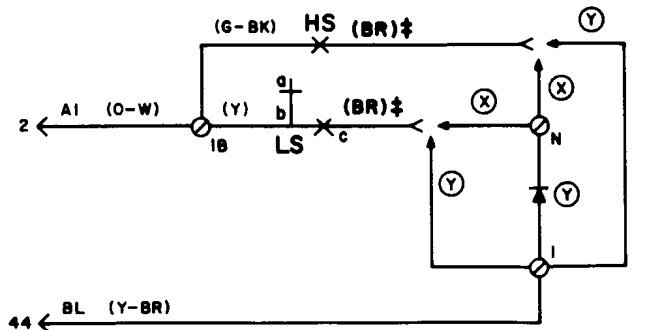 (G-BK) HS (BR)‡ Y
a X
2 A1 (O-W) (Y) b (BR)‡ X
1B LS c N
Y Y
1
44 BL (Y-BR)